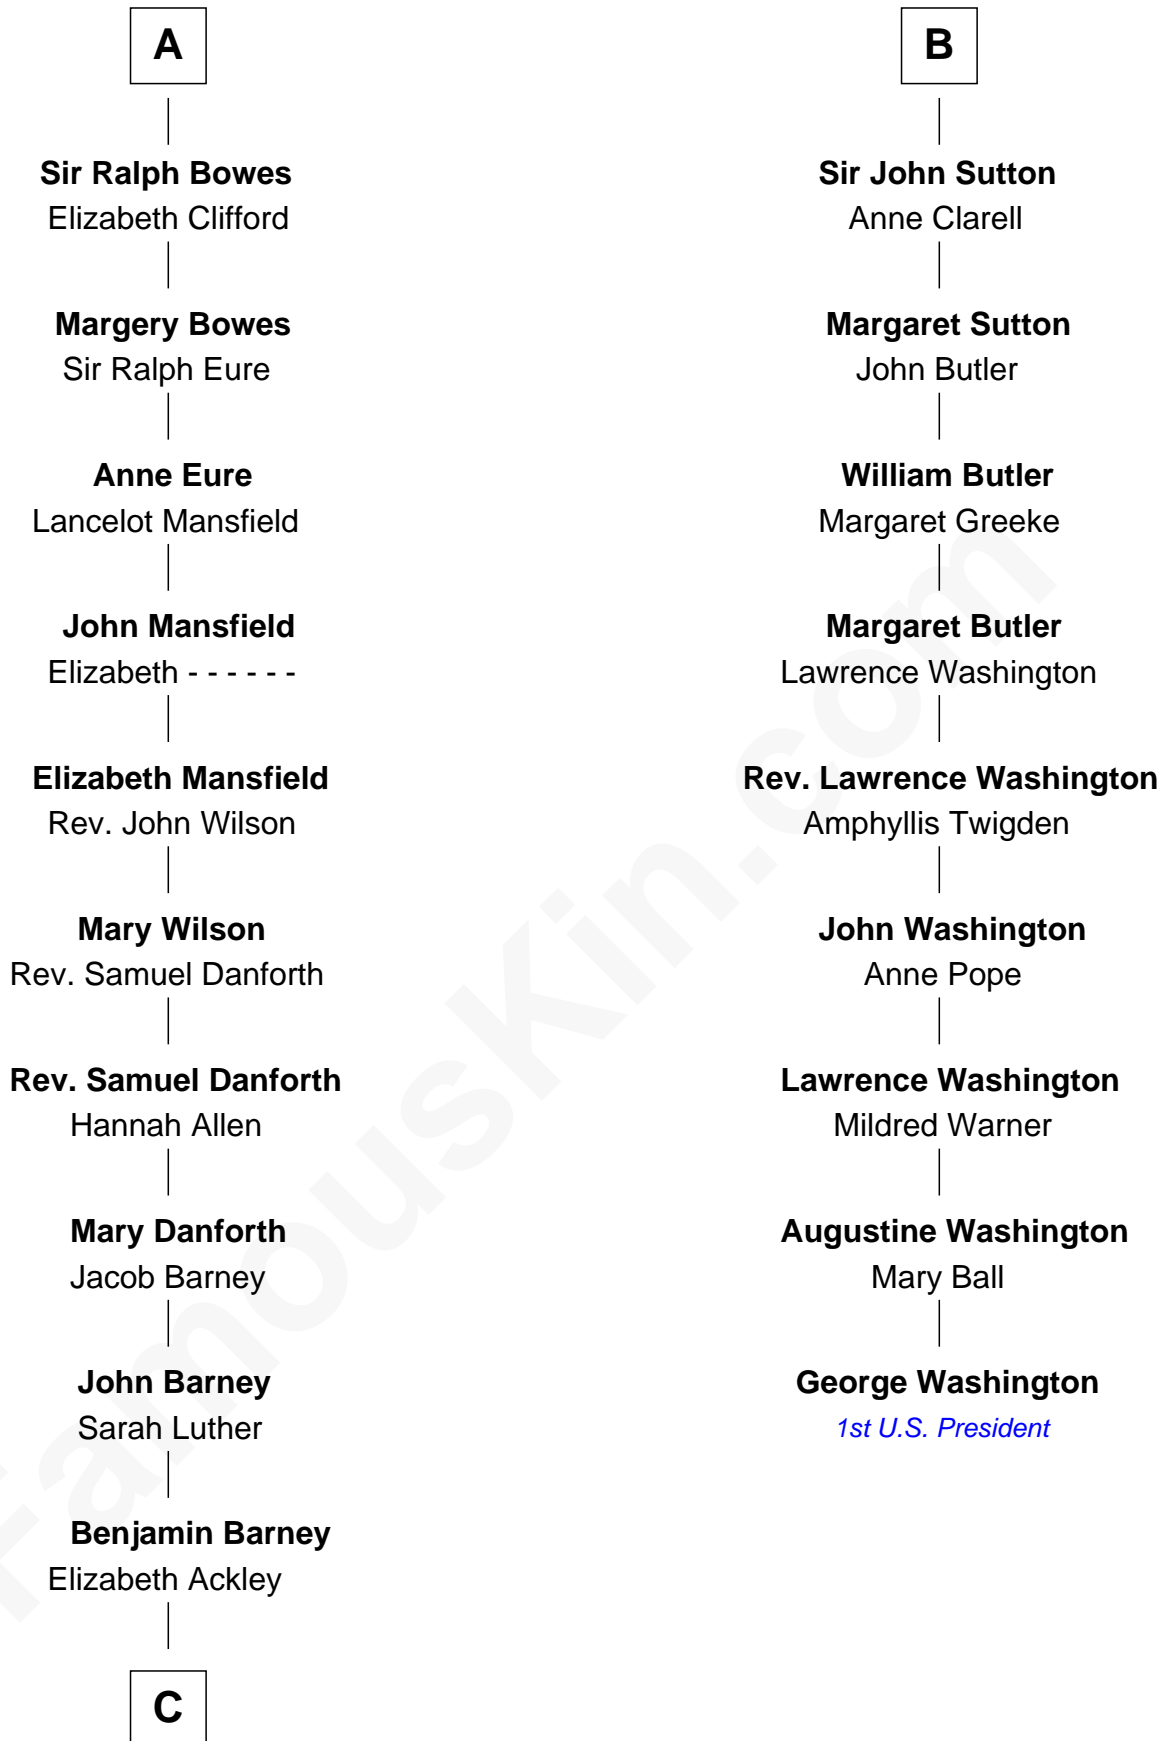 A
Sir Ralph Bowes
Elizabeth Clifford
Margery Bowes
Sir Ralph Eure
Anne Eure
Lancelot Mansfield
John Mansfield
Elizabeth - - - - - -
Elizabeth Mansfield
Rev. John Wilson
Mary Wilson
Rev. Samuel Danforth
Rev. Samuel Danforth
Hannah Allen
Mary Danforth
Jacob Barney
John Barney
Sarah Luther
Benjamin Barney
Elizabeth Ackley
C
B
Sir John Sutton
Anne Clarell
Margaret Sutton
John Butler
William Butler
Margaret Greeke
Margaret Butler
Lawrence Washington
Rev. Lawrence Washington
Amphyllis Twigden
John Washington
Anne Pope
Lawrence Washington
Mildred Warner
Augustine Washington
Mary Ball
George Washington
1st U.S. President
FamousKin.com